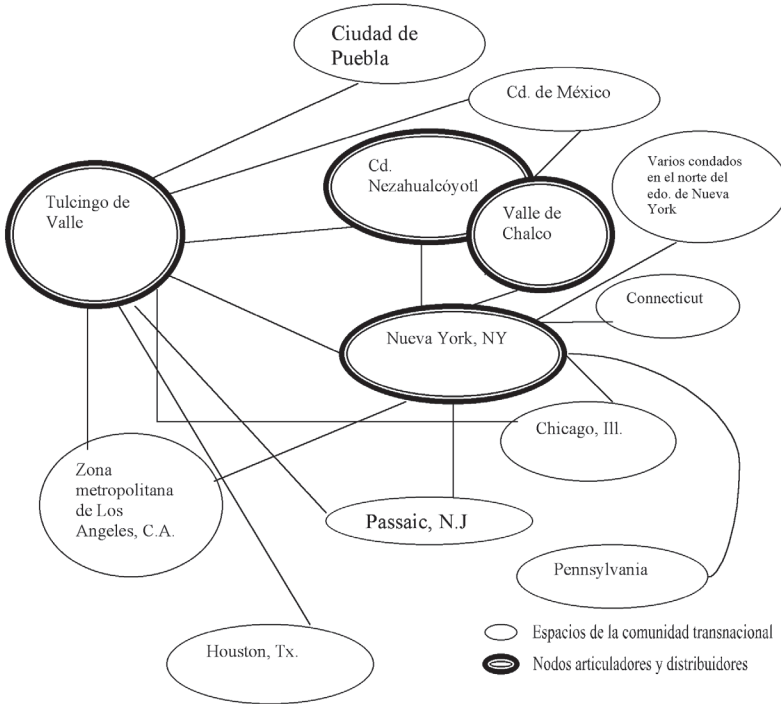 Ciudad de
Puebla
Cd. de México
Cd.
Nezahualcóyotl
Varios condados
en el norte del
edo. de Nueva
York
Tulcingo de
Valle
Valle de
Chalco
Connecticut
Nueva York, NY
Chicago, Ill.
Zona
metropolitana
de Los
Angeles, C.A.
Passaic, N.J
Pennsylvania
Houston, Tx.
Espacios de la comunidad transnacional
Nodos articuladores y distribuidores